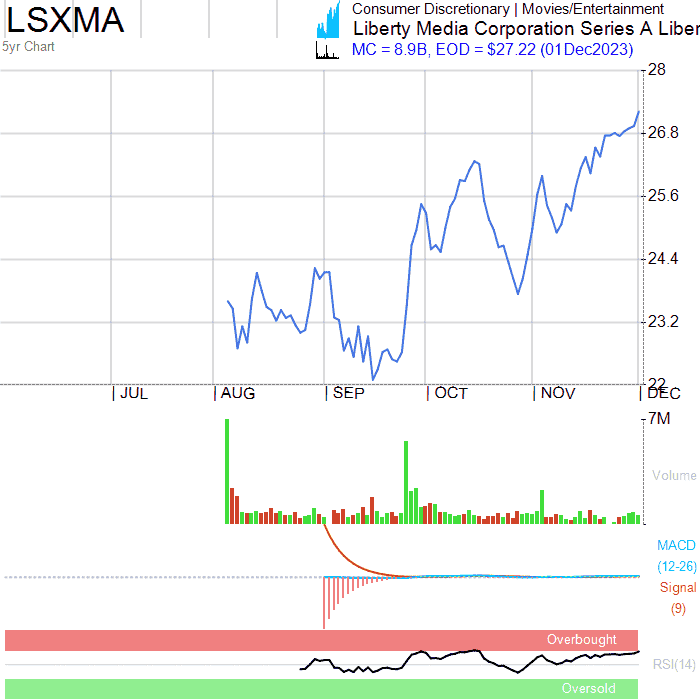 LSXMA
5yr Chart
Consumer Discretionary | Movies/Entertainment
Liberty Media Corporation Series A Liber
MC = 8.9B, EOD = $27.22 (01Dec2023)
28
26.8
25.6
24.4
23.2
22
JUL AUG SEP OCT NOV DEC
7M
Volume
MACD
(12-26)
Signal
(9)
Overbought
RSI(14)
Oversold